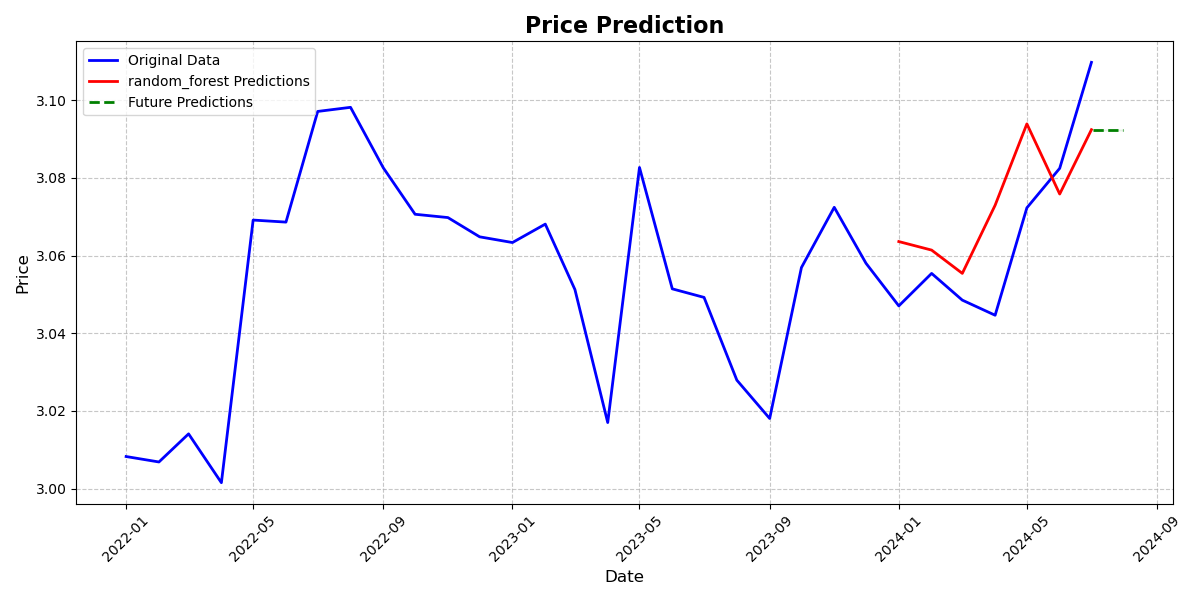 Price Prediction
Original Data
random_forest Predictions
Future Predictions
Price
3.10
3.08
3.06
3.04
3.02
3.00
2022-01
2022-05
2022-09
2023-01
2023-05
2023-09
2024-01
2024-05
2024-09
Date